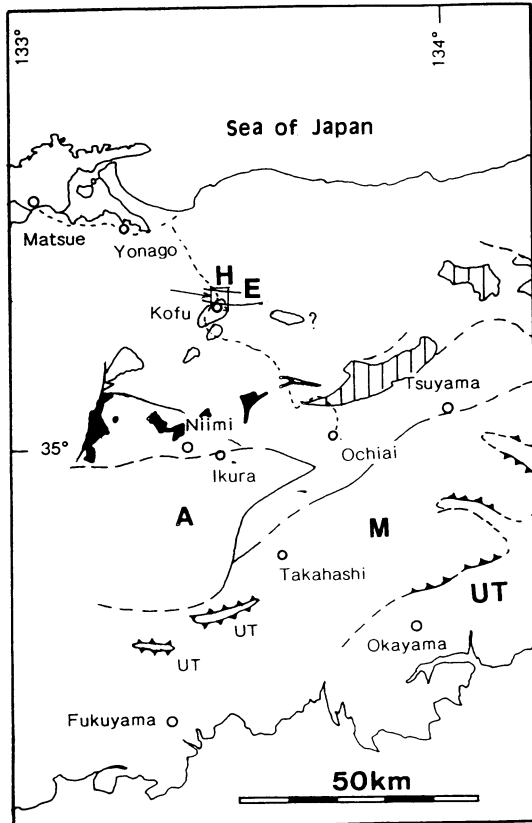 133°
134°
Sea of Japan
Matsue
Yonago
H
E
Kofu
?
Tsuyama
Niimi
35°
Ikura
Ochiai
A
M
Takahashi
UT
UT
Okayama
UT
Fukuyama
50km